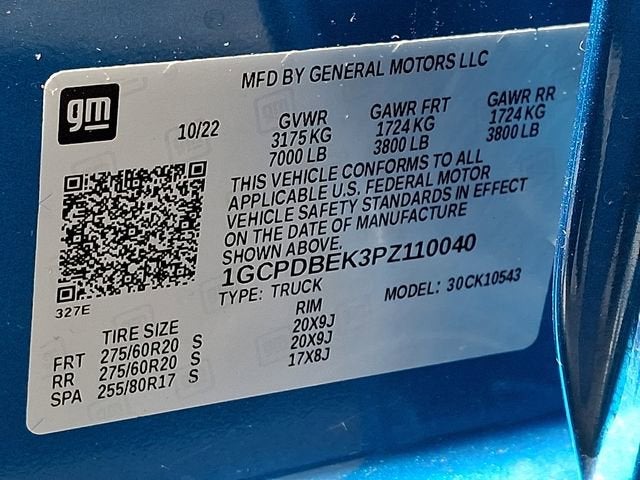 MFD BY GENERAL MOTORS LLC
gm
10/22
GVWR
3175 KG
7000 LB
GAWR FRT
1724 KG
3800 LB
GAWR RR
1724 KG
3800 LB
THIS VEHICLE CONFORMS TO ALL
APPLICABLE U.S. FEDERAL MOTOR
VEHICLE SAFETY STANDARDS IN EFFECT
ON THE DATE OF MANUFACTURE
SHOWN ABOVE.
1GCPDBEK3PZ110040
TYPE: TRUCK MODEL: 30CK10543
327E
TIRE SIZE RIM
FRT 275/60R20 S 20X9J
RR 275/60R20 S 20X9J
SPA 255/80R17 S 17X8J